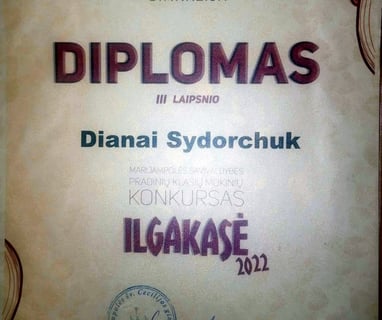 DIPLOMAS
III LAIPSNIO
Dianai Sydorchuk
MARIJAMPOLĖS SAVIVALDYBĖS
PRADINIŲ KLASIŲ MOKINIŲ
KONKURSAS
ILGAKASĖ
2022